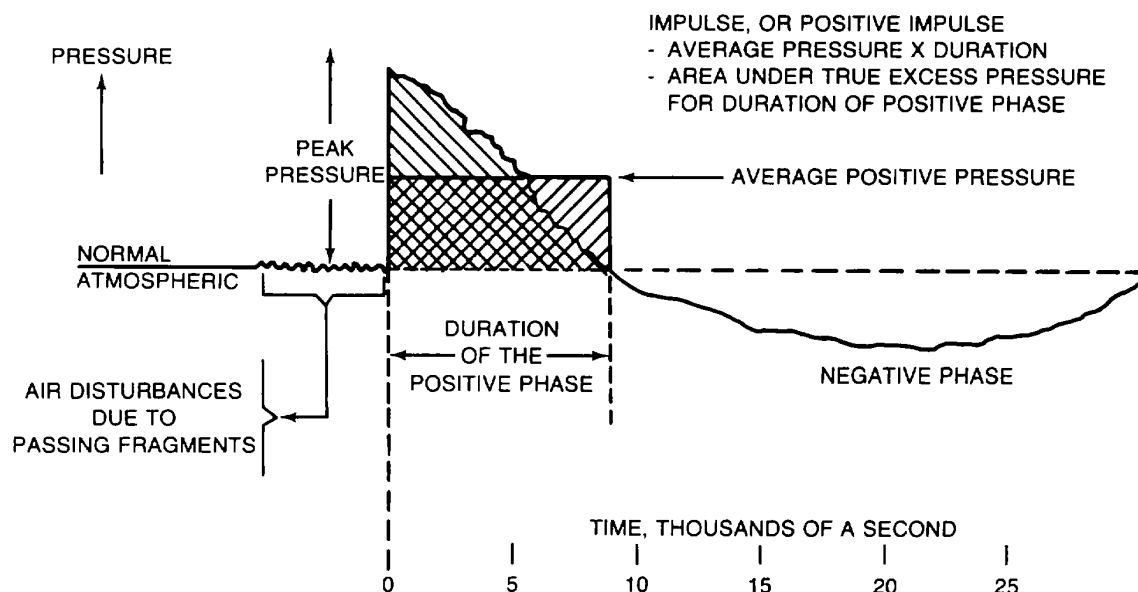 PRESSURE
IMPULSE, OR POSITIVE IMPULSE
- AVERAGE PRESSURE X DURATION
- AREA UNDER TRUE EXCESS PRESSURE
FOR DURATION OF POSITIVE PHASE
PEAK
PRESSURE
AVERAGE POSITIVE PRESSURE
NORMAL
ATMOSPHERIC
DURATION
OF THE
POSITIVE PHASE
NEGATIVE PHASE
AIR DISTURBANCES
DUE TO
PASSING FRAGMENTS
TIME, THOUSANDS OF A SECOND
0 5 10 15 20 25